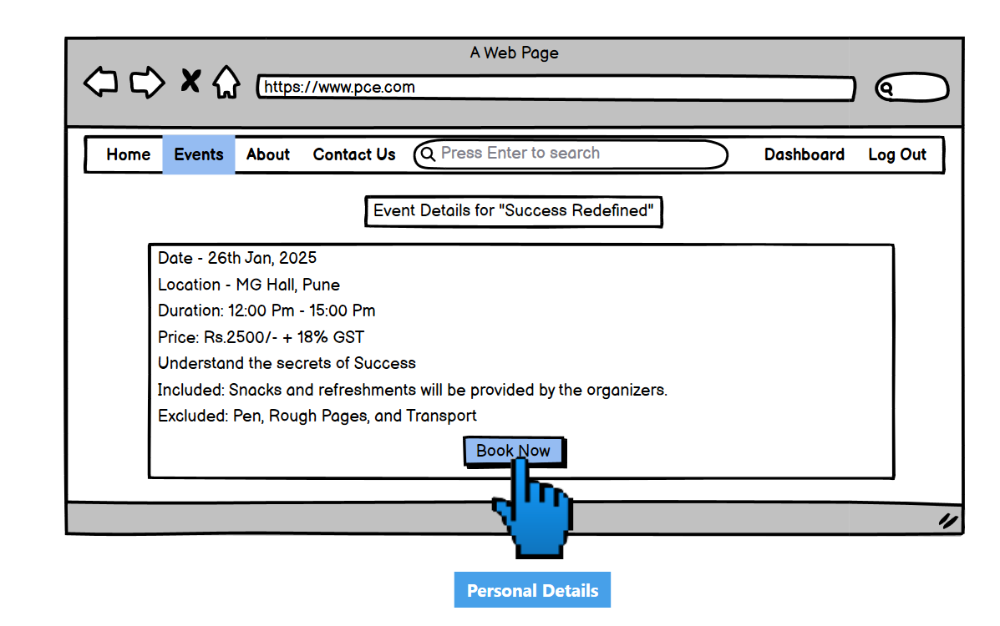 A Web Page
https://www.pce.com
Home Events About Contact Us Press Enter to search Dashboard Log Out
Event Details for "Success Redefined"
Date - 26th Jan, 2025
Location - MG Hall, Pune
Duration: 12:00 Pm - 15:00 Pm
Price: Rs.2500/- + 18% GST
Understand the secrets of Success
Included: Snacks and refreshments will be provided by the organizers.
Excluded: Pen, Rough Pages, and Transport
Book Now
Personal Details